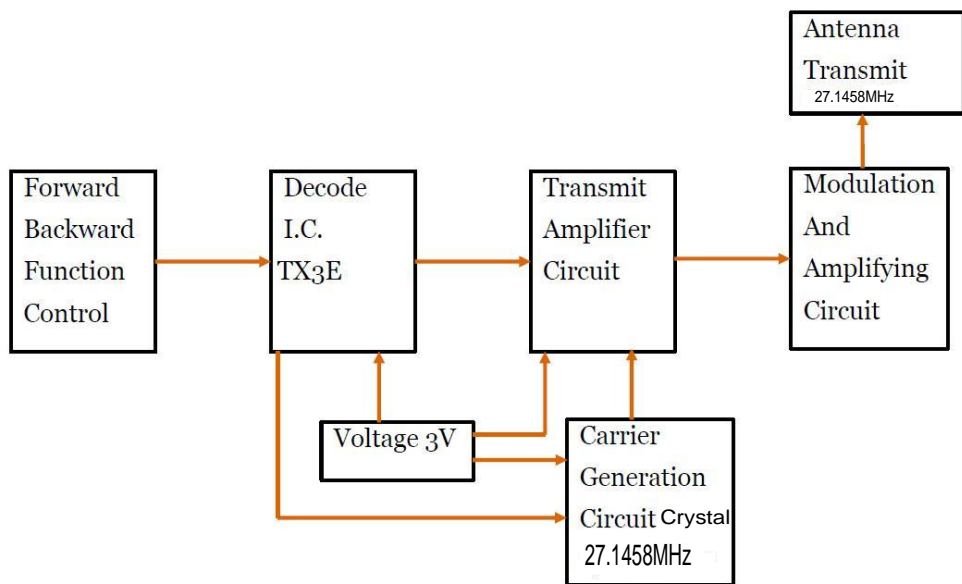 Antenna
Transmit
27.1458MHz
Forward
Backward
Function
Control
Decode
I.C.
TX3E
Transmit
Amplifier
Circuit
Modulation
And
Amplifying
Circuit
Voltage 3V
Carrier
Generation
Circuit Crystal
27.1458MHz